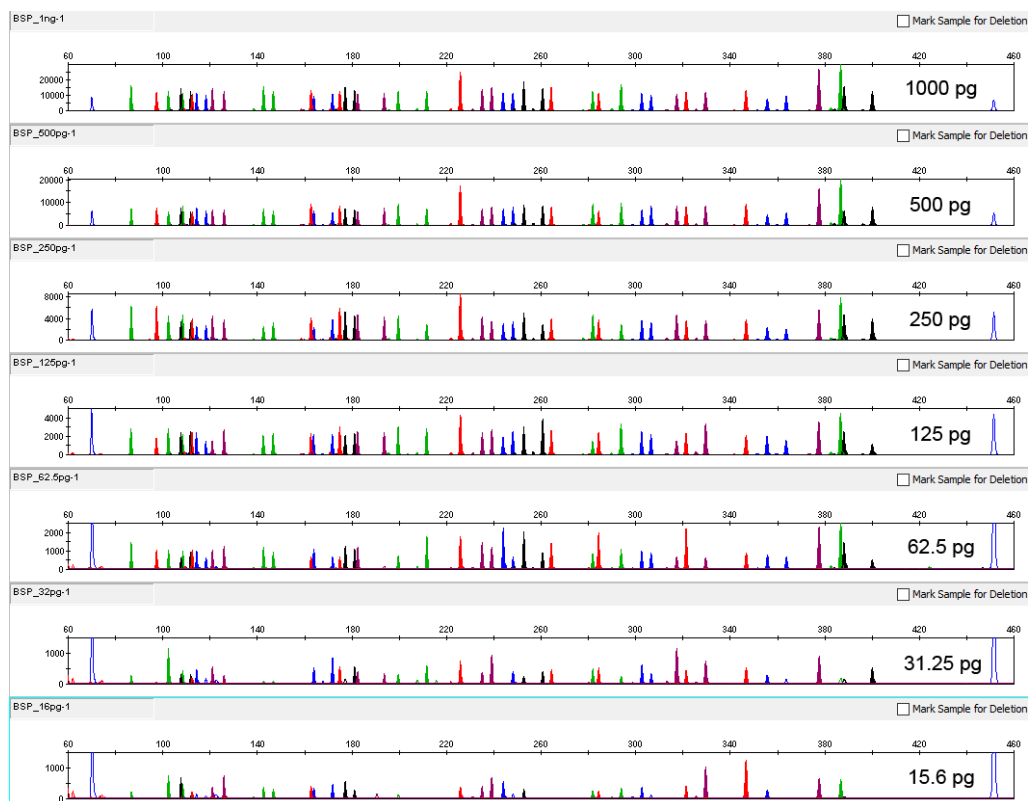 BSP_1ng-1 Mark Sample for Deletion
60 100 140 180 220 260 300 340 380 420 460
20000
10000
0
1000 pg
BSP_500pg-1 Mark Sample for Deletion
60 100 140 180 220 260 300 340 380 420 460
20000
10000
0
500 pg
BSP_250pg-1 Mark Sample for Deletion
60 100 140 180 220 260 300 340 380 420 460
8000
4000
0
250 pg
BSP_125pg-1 Mark Sample for Deletion
60 100 140 180 220 260 300 340 380 420 460
4000
2000
0
125 pg
BSP_62.5pg-1 Mark Sample for Deletion
60 100 140 180 220 260 300 340 380 420 460
2000
1000
0
62.5 pg
BSP_32pg-1 Mark Sample for Deletion
60 100 140 180 220 260 300 340 380 420 460
1000
0
31.25 pg
BSP_16pg-1 Mark Sample for Deletion
60 100 140 180 220 260 300 340 380 420 460
1000
0
15.6 pg